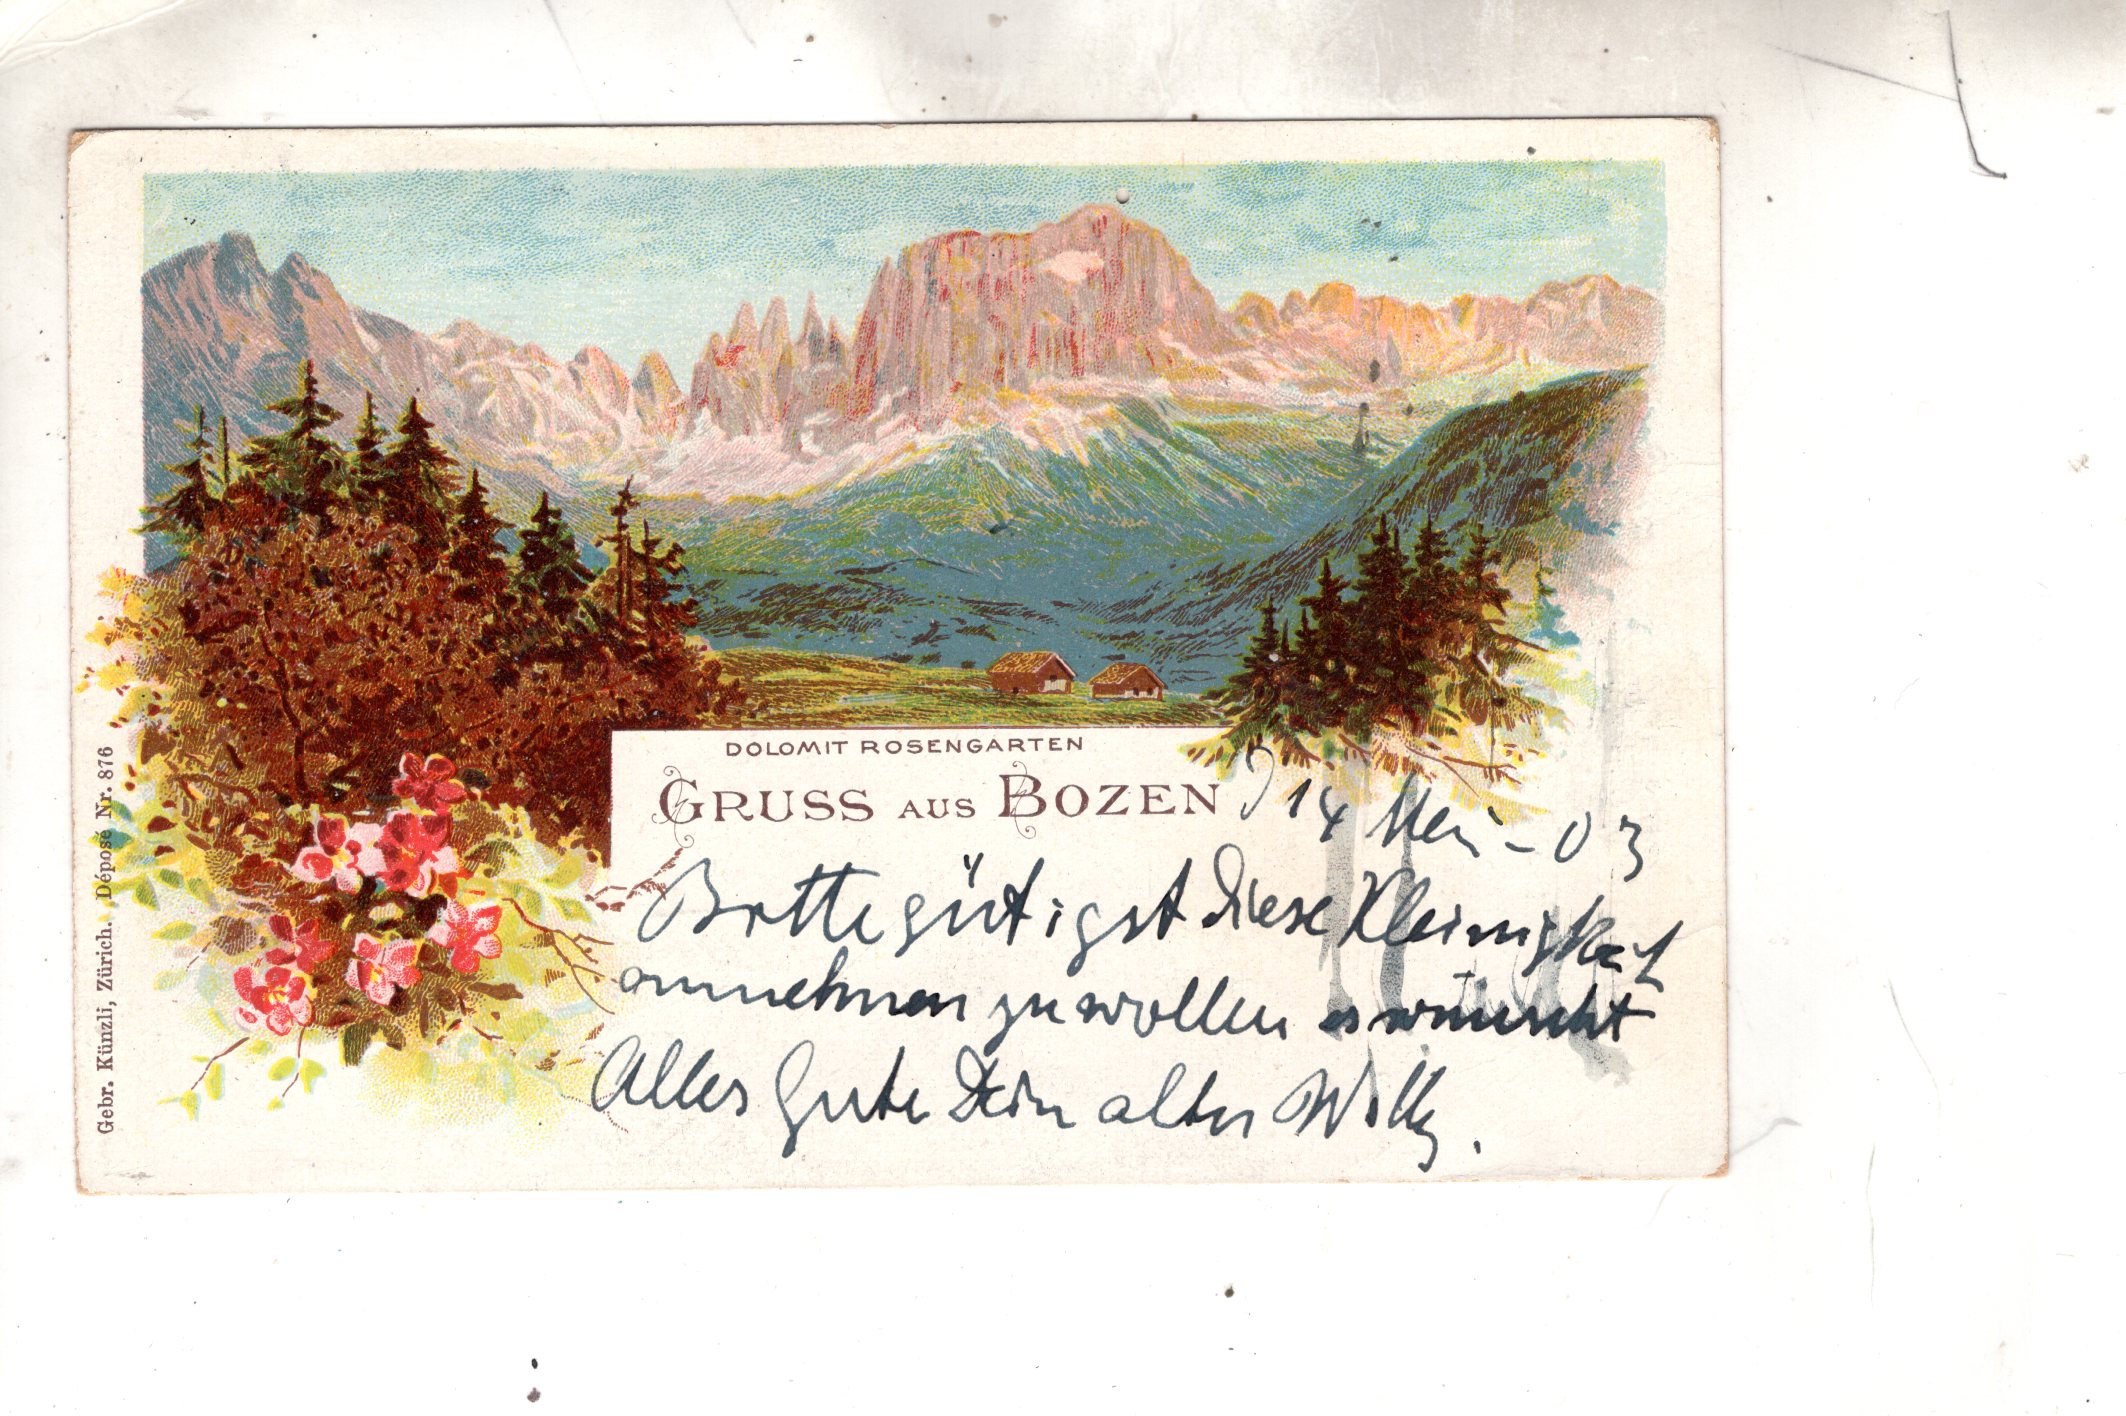 DOLOMIT ROSENGARTEN
GRUSS AUS BOZEN
14 Mai - 03
Bitte gütigst diese Kleinigkeit
annehmen zu wollen es wünscht
Alles Gute Dein alter Willy.
Gebr. Künzli, Zürich. Déposé Nr. 876